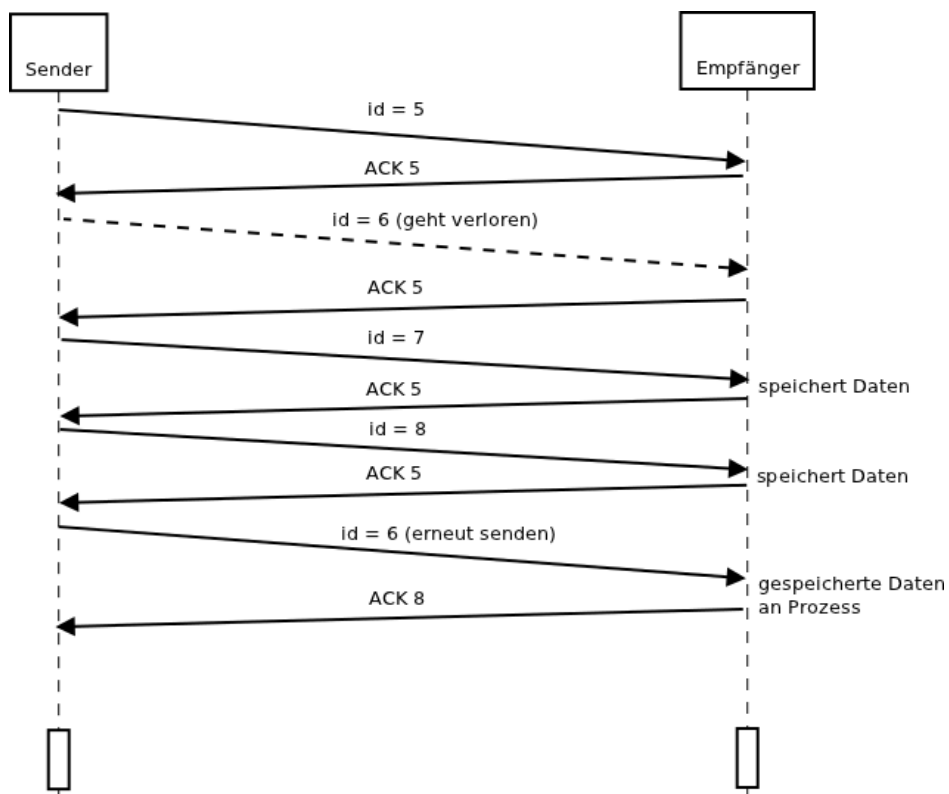 Sender
Empfänger
id = 5
ACK 5
id = 6 (geht verloren)
ACK 5
id = 7
speichert Daten
ACK 5
id = 8
speichert Daten
ACK 5
id = 6 (erneut senden)
gespeicherte Daten
an Prozess
ACK 8